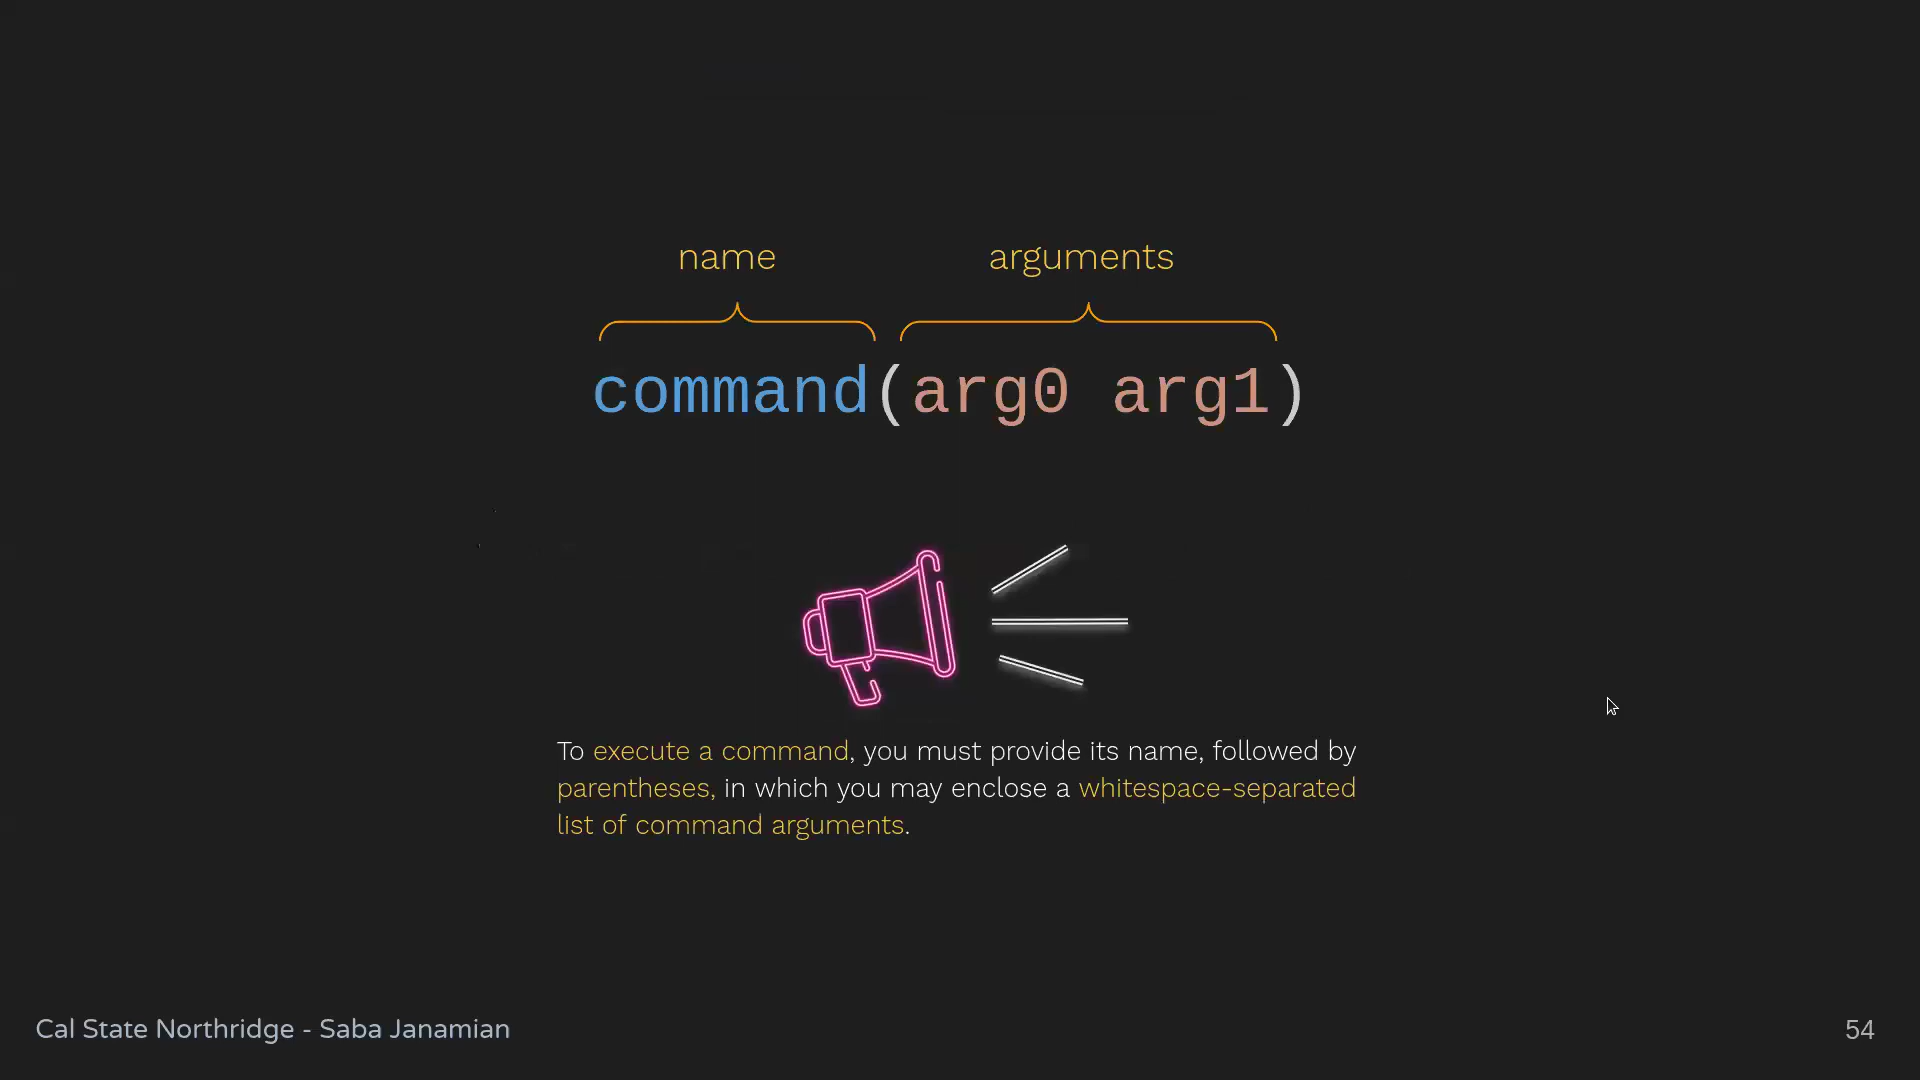 name arguments
command(arg0 arg1)
To execute a command, you must provide its name, followed by
parentheses, in which you may enclose a whitespace-separated
list of command arguments.
Cal State Northridge - Saba Janamian
54